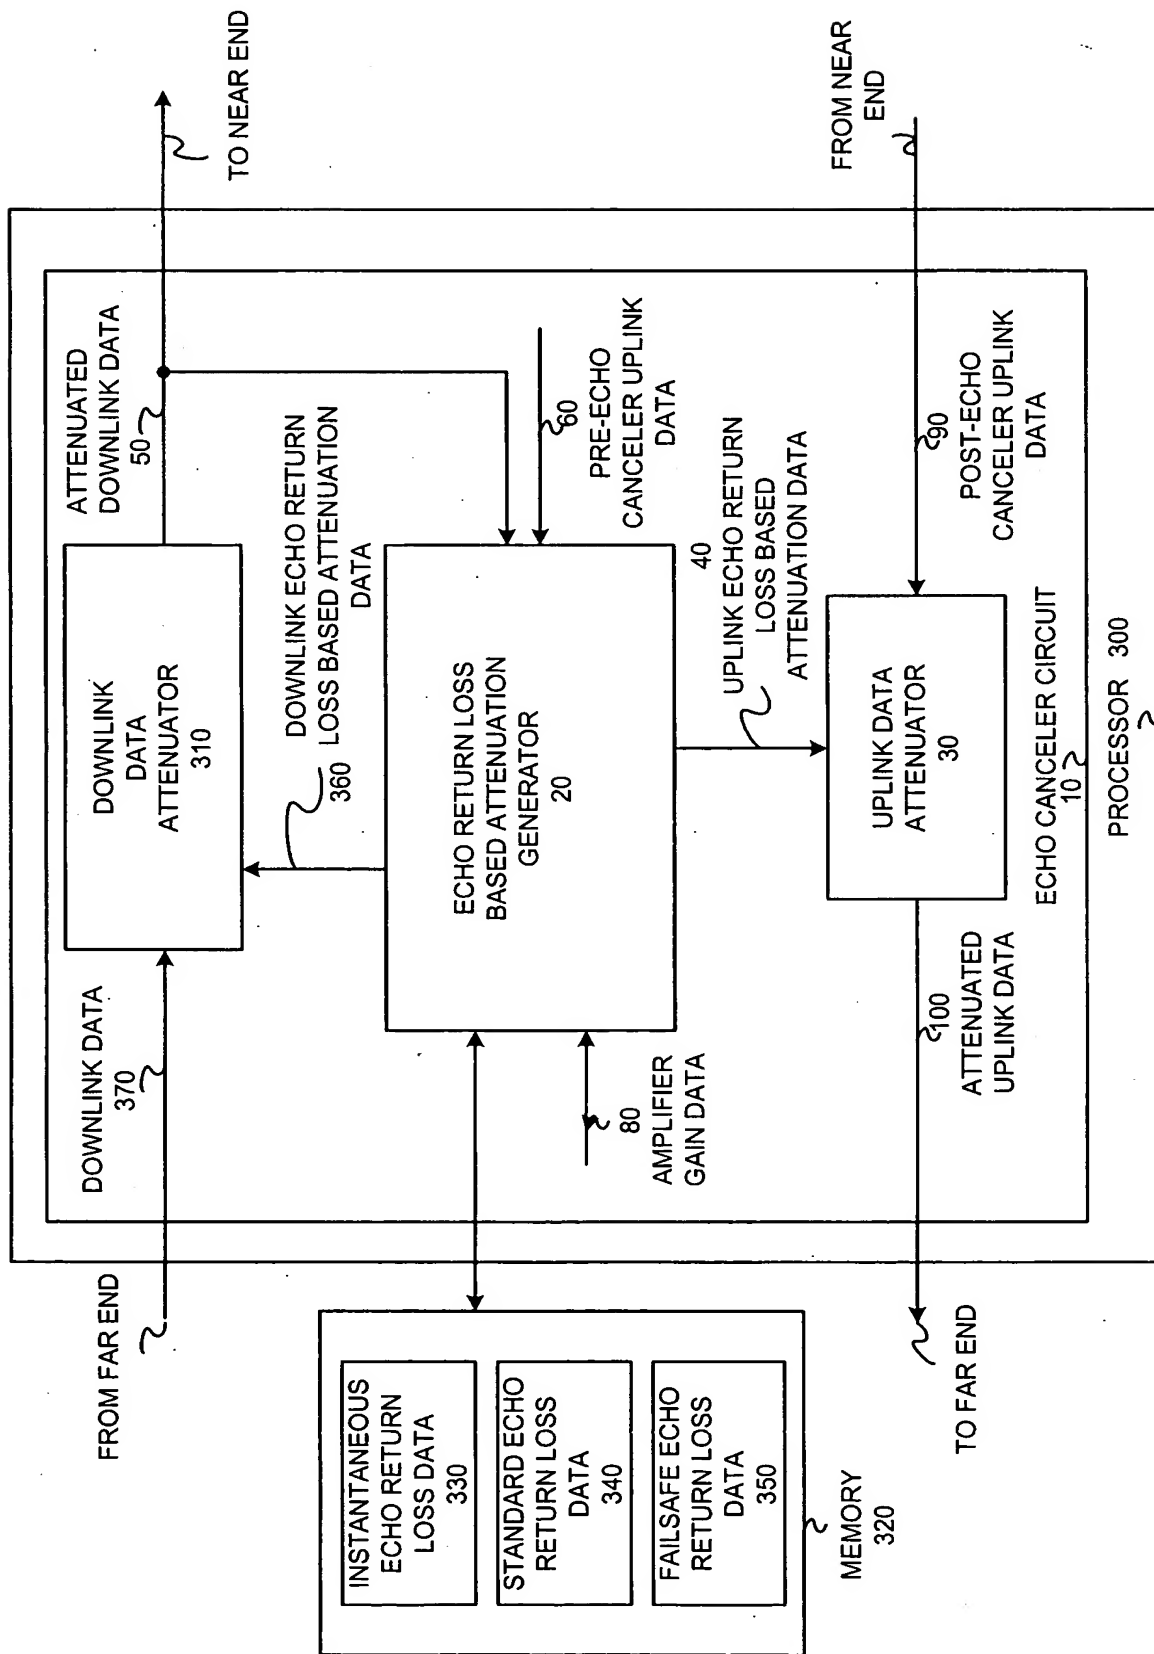 FROM FAR END
DOWNLINK DATA
370
DOWNLINK
DATA
ATTENUATOR
310
ATTENUATED
DOWNLINK DATA
50
TO NEAR END
DOWNLINK ECHO RETURN
LOSS BASED ATTENUATION
DATA
360
INSTANTANEOUS
ECHO RETURN
LOSS DATA
330
STANDARD ECHO
RETURN LOSS
DATA
340
FAILSAFE ECHO
RETURN LOSS
DATA
350
MEMORY
320
ECHO RETURN LOSS
BASED ATTENUATION
GENERATOR
20
60
PRE-ECHO
CANCELER UPLINK
DATA
80
AMPLIFIER
GAIN DATA
40
UPLINK ECHO RETURN
LOSS BASED
ATTENUATION DATA
UPLINK DATA
ATTENUATOR
30
FROM NEAR
END
90
POST-ECHO
CANCELER UPLINK
DATA
100
ATTENUATED
UPLINK DATA
TO FAR END
ECHO CANCELER CIRCUIT
10
PROCESSOR 300